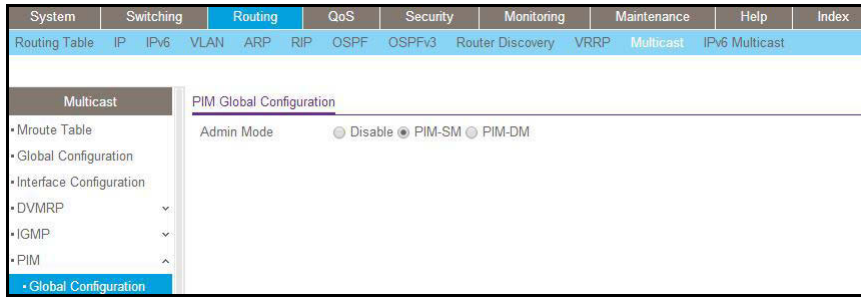 System Switching Routing QoS Security Monitoring Maintenance Help Index
Routing Table IP IPv6 VLAN ARP RIP OSPF OSPFv3 Router Discovery VRRP Multicast IPv6 Multicast
Multicast
PIM Global Configuration
Mroute Table
Admin Mode Disable PIM-SM PIM-DM
Global Configuration
Interface Configuration
DVMRP
IGMP
PIM
Global Configuration